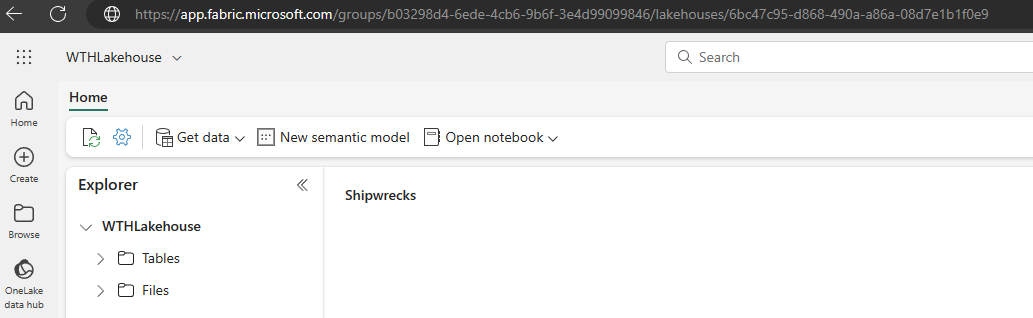 https://app.fabric.microsoft.com/groups/b03298d4-6ede-4cb6-9b6f-3e4d99099846/lakehouses/6bc47c95-d868-490a-a86a-08d7e1b1f0e9
WTHLakehouse
Search
Home
Home
Get data
New semantic model
Open notebook
Create
Explorer
Shipwrecks
Browse
WTHLakehouse
Tables
OneLake
data hub
Files